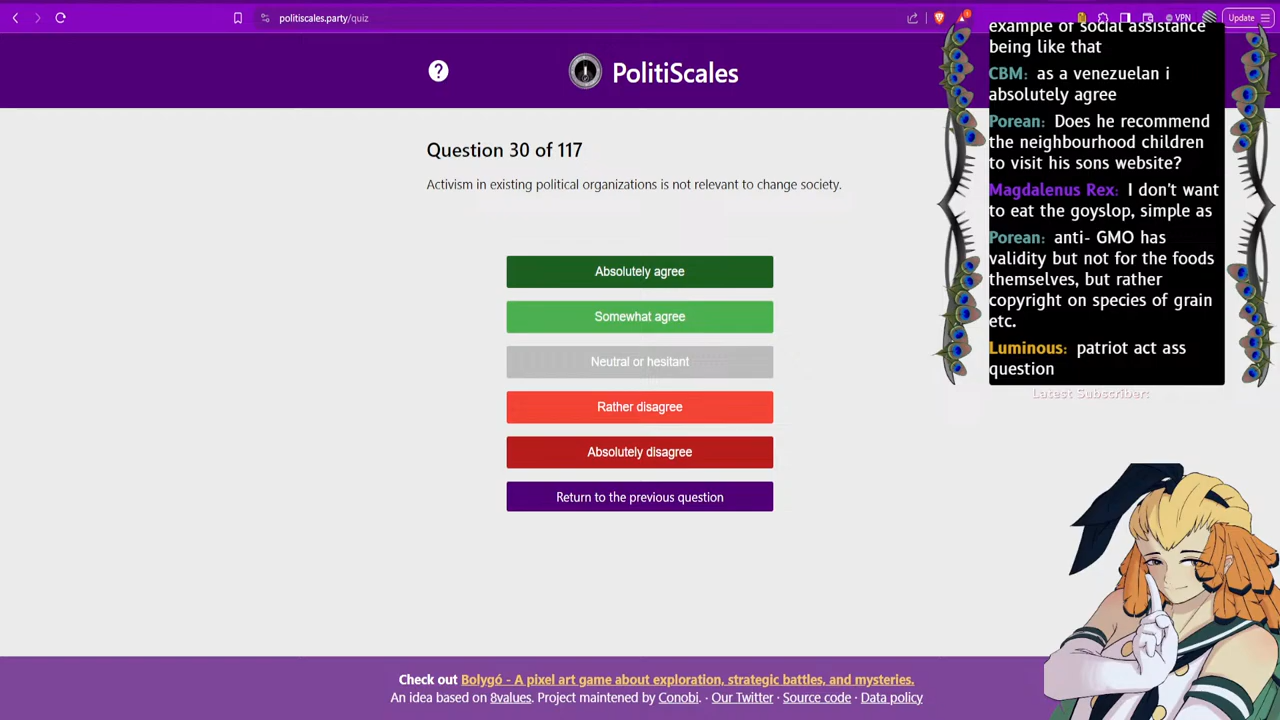 politiscales.party/quiz
VPN
Update
PolitiScales
Question 30 of 117
Activism in existing political organizations is not relevant to change society.
Absolutely agree
Somewhat agree
Neutral or hesitant
Rather disagree
Absolutely disagree
Return to the previous question
Check out Bolygó - A pixel art game about exploration, strategic battles, and mysteries.
An idea based on 8values. Project maintened by Conobi. · Our Twitter · Source code · Data policy
example of social assistance
being like that
CBM: as a venezuelan i
absolutely agree
Porean: Does he recommend
the neighbourhood children
to visit his sons website?
Magdalenus Rex: I don't want
to eat the goyslop, simple as
Porean: anti- GMO has
validity but not for the foods
themselves, but rather
copyright on species of grain
etc.
Luminous: patriot act ass
question
Latest Subscriber: